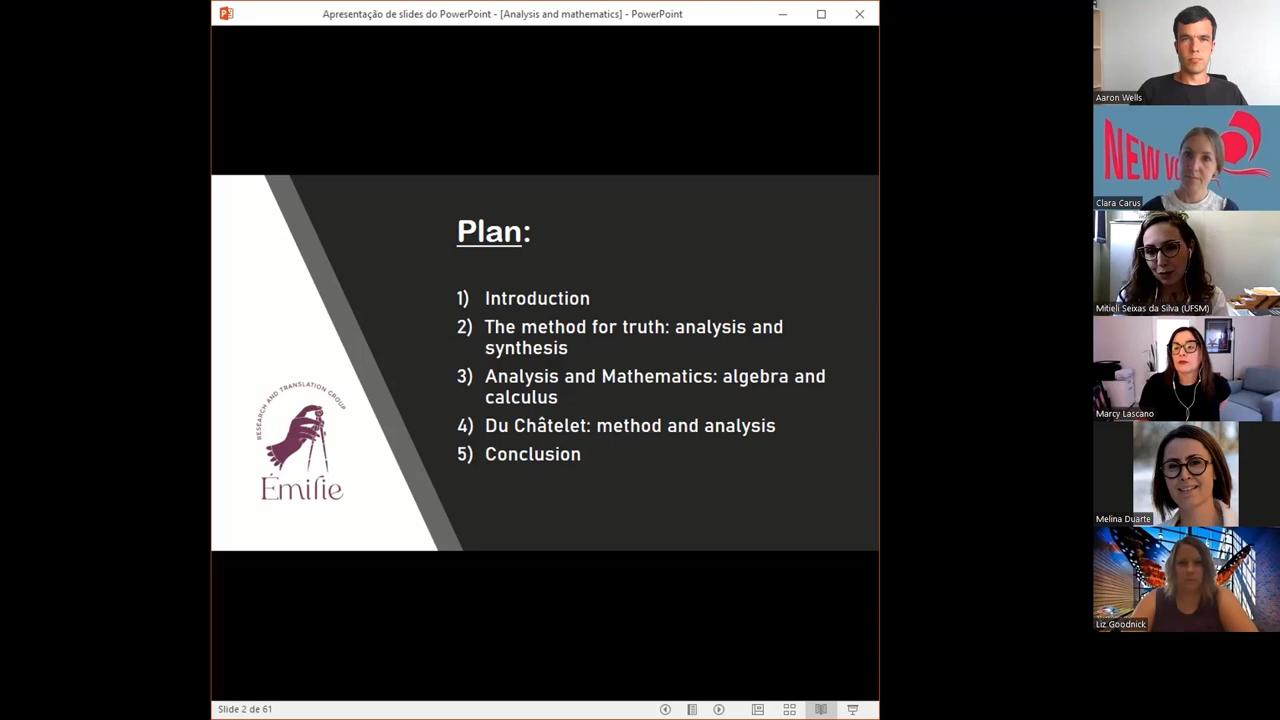 Apresentação de slides do PowerPoint - [Analysis and mathematics] - PowerPoint
Plan:
1) Introduction
2) The method for truth: analysis and
synthesis
3) Analysis and Mathematics: algebra and
calculus
4) Du Châtelet: method and analysis
5) Conclusion
RESEARCH AND TRANSLATION GROUP
Émilie
Slide 2 de 61
Aaron Wells
NEW
Clara Carus
Mitieli Seixas da Silva (UFSM)
Marcy Lascano
Melina Duarte
Liz Goodnick